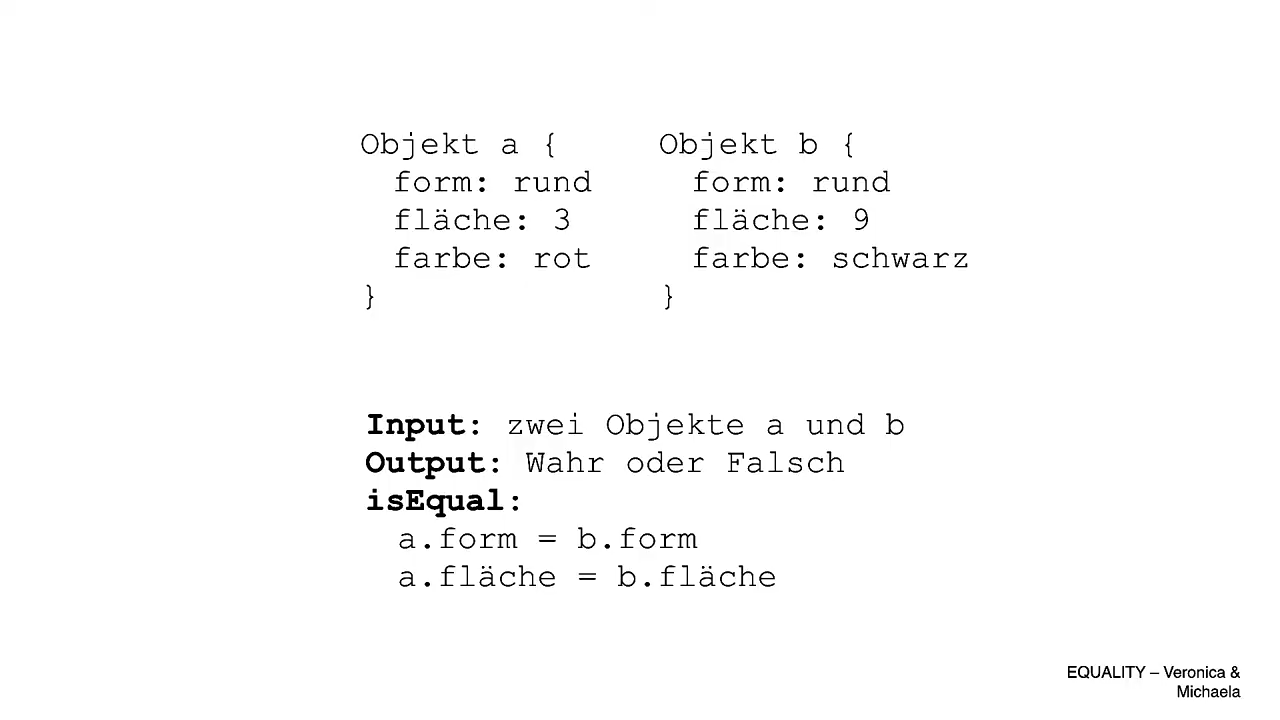 Objekt a {
form: rund
fläche: 3
farbe: rot
}
Objekt b {
form: rund
fläche: 9
farbe: schwarz
}
Input: zwei Objekte a und b
Output: Wahr oder Falsch
isEqual:
a.form = b.form
a.fläche = b.fläche
EQUALITY – Veronica &
Michaela